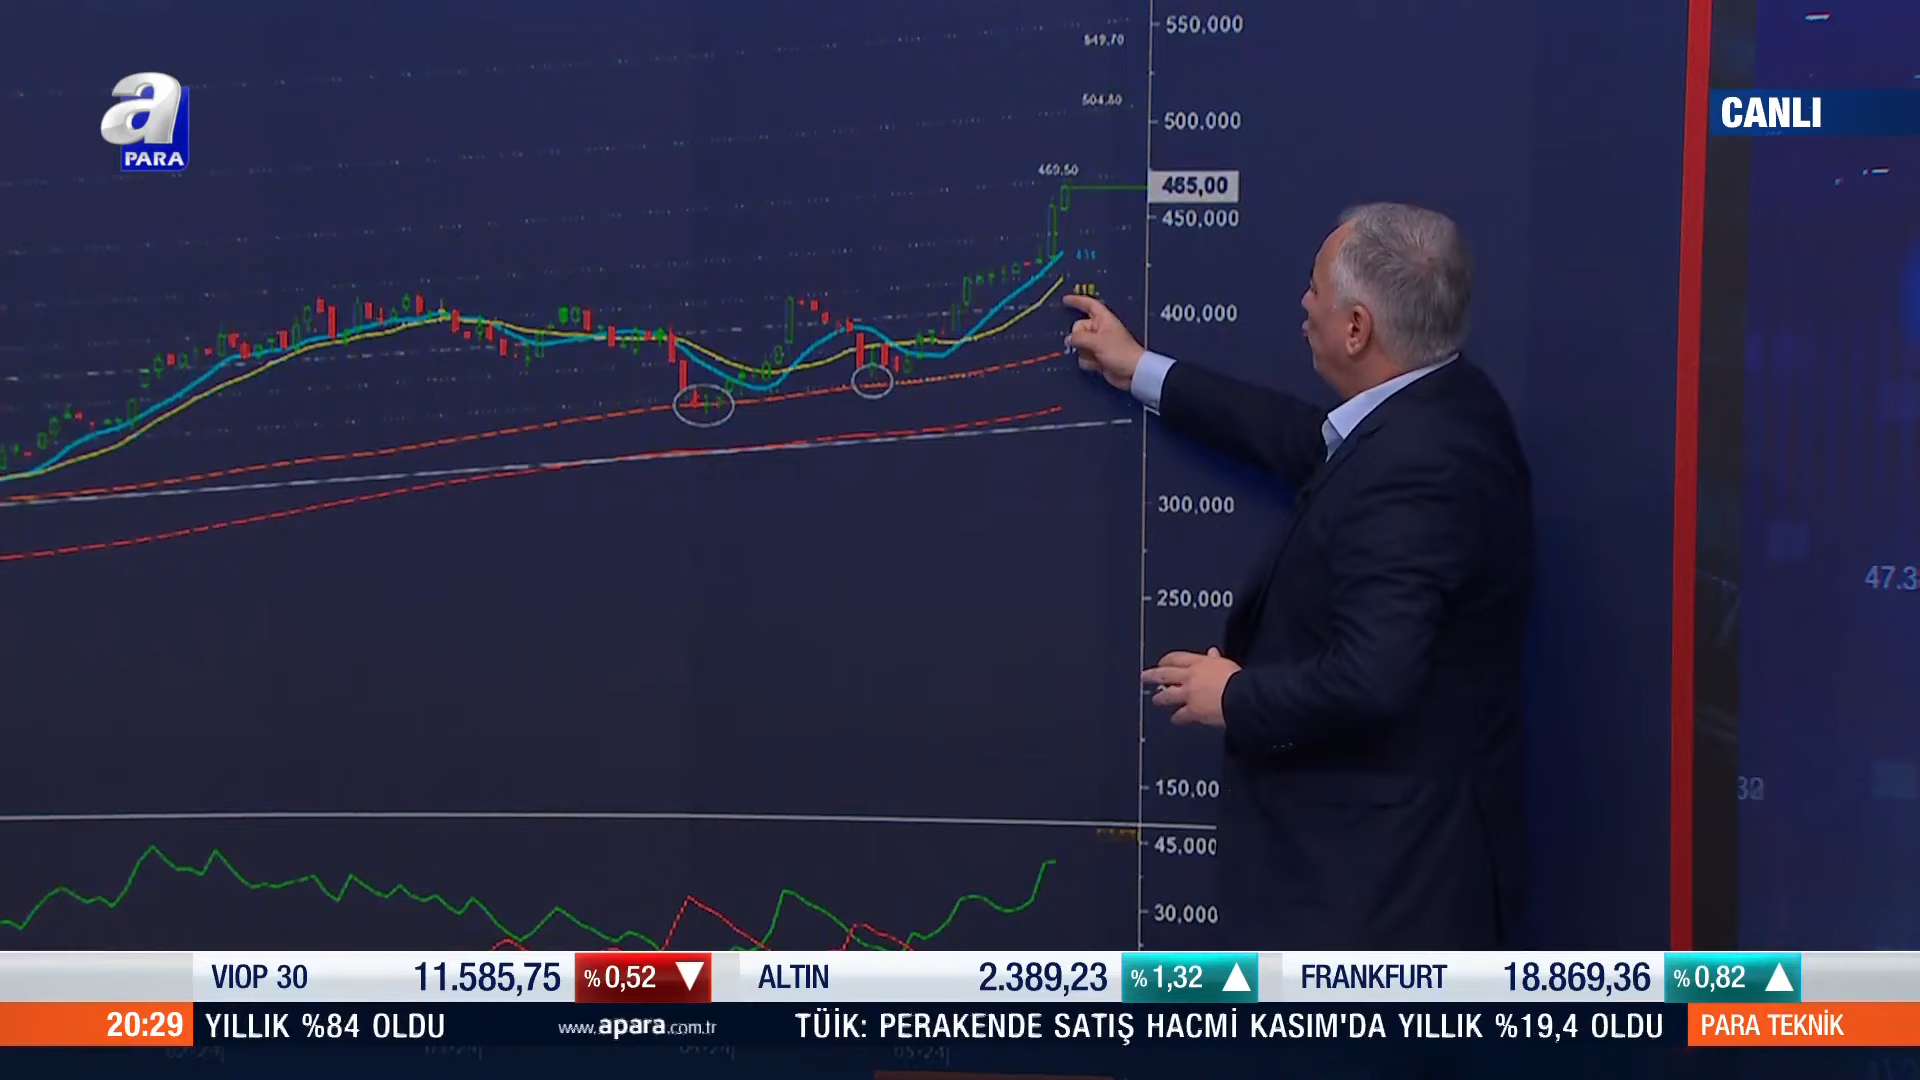 a
PARA
CANLI
549.70
550,000
504.80
500,000
469.50
465,00
450,000
418.
400,000
300,000
250,000
47.3
150,00
45,000
30,000
VIOP 30 11.585,75 %0,52 ▼
ALTIN 2.389,23 %1,32 ▲
FRANKFURT 18.869,36 %0,82 ▲
20:29 YILLIK %84 OLDU www.apara.com.tr TÜİK: PERAKENDE SATIŞ HACMİ KASIM'DA YILLIK %19,4 OLDU PARA TEKNİK
05-24